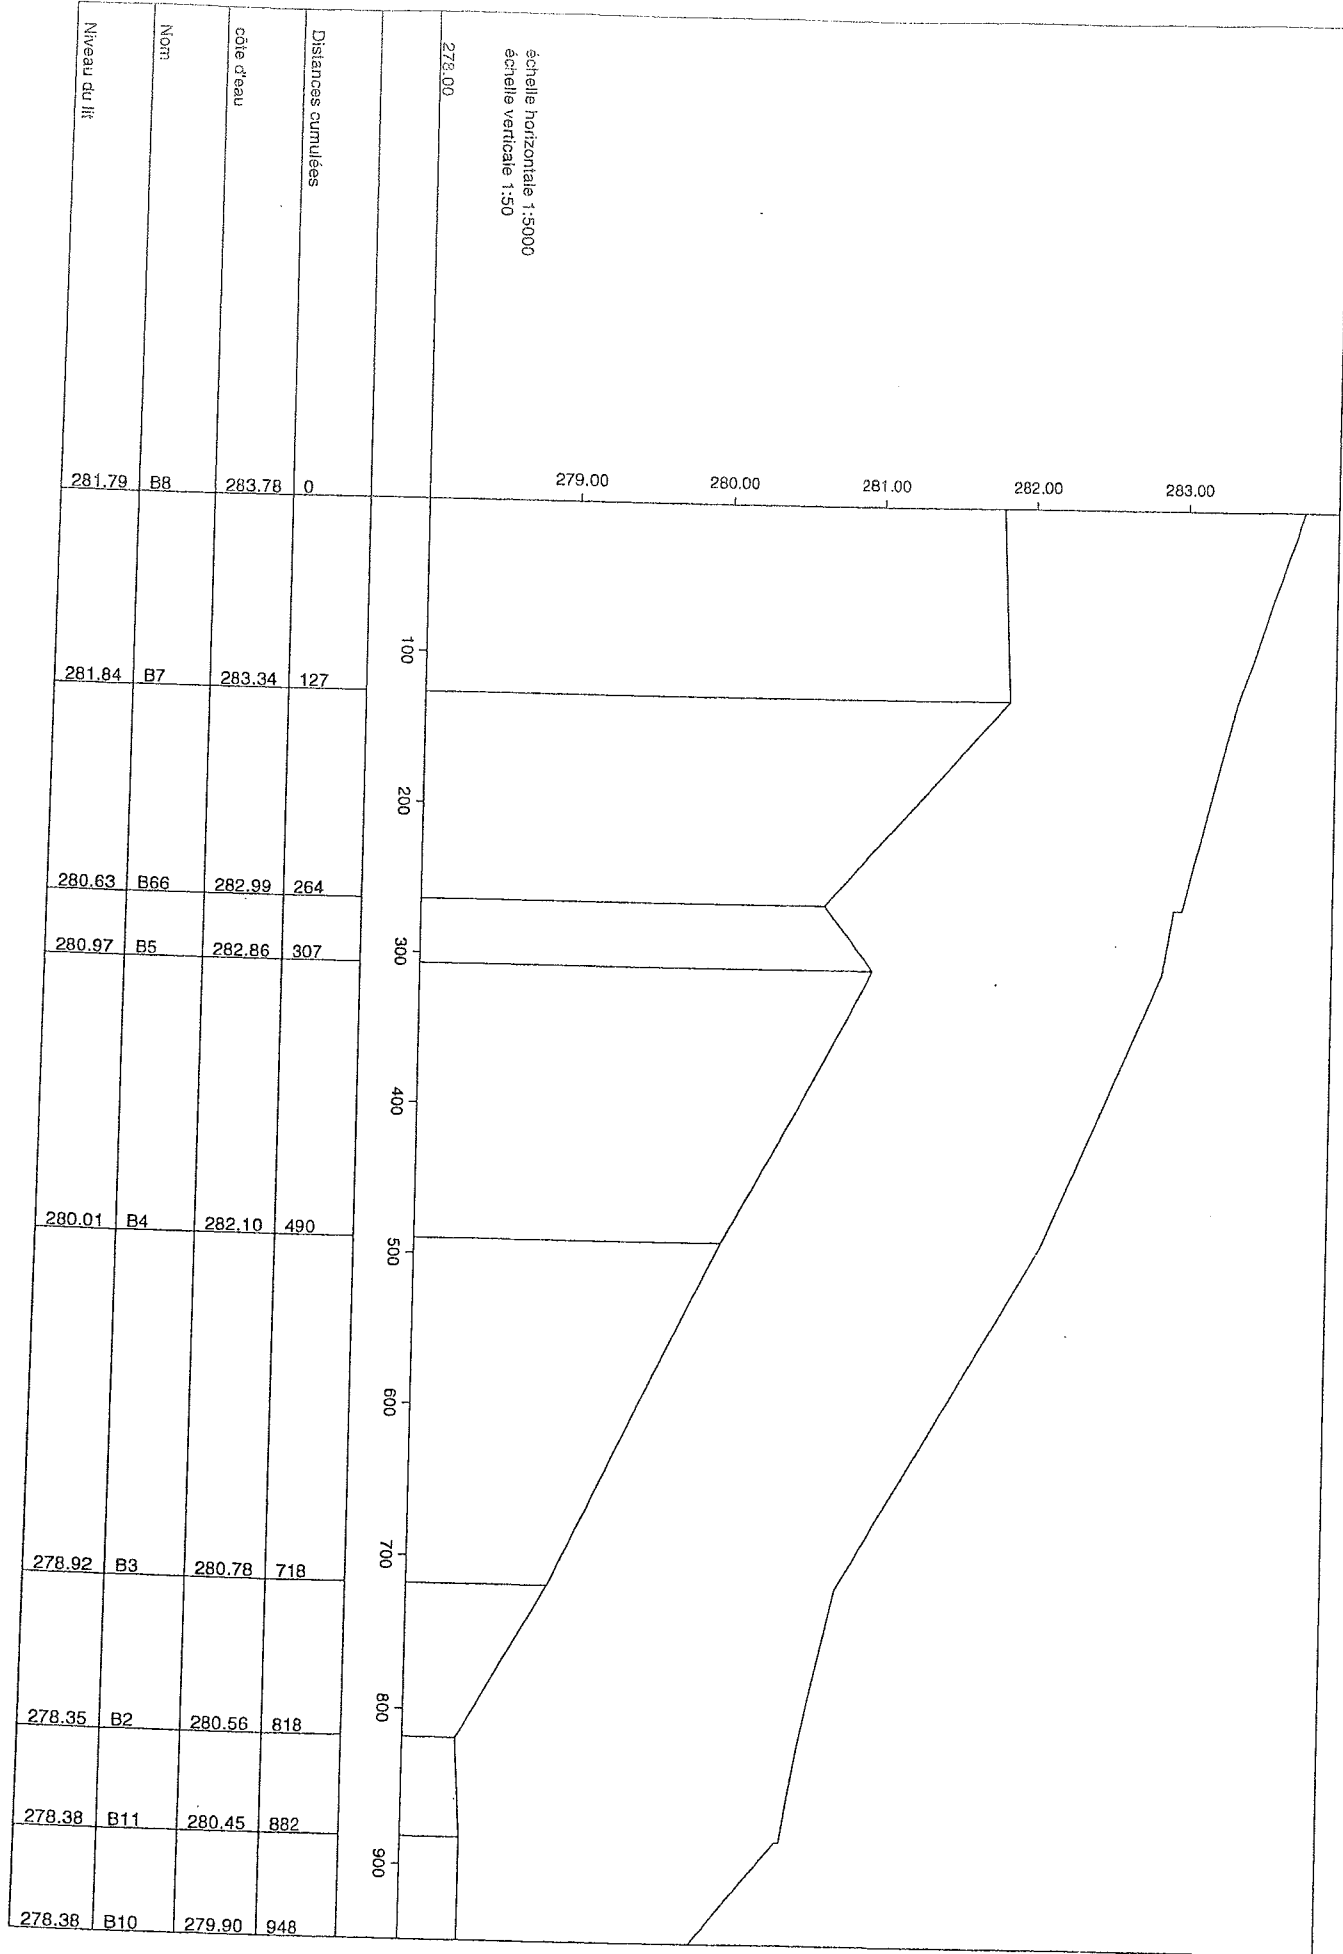 échelle horizontale 1:5000
échelle verticale 1:50
278.00
Distances cumulées
côte d'eau
Nom
Niveau du lit
279.00
280.00
281.00
282.00
283.00
281.79 B8 283.78 0
100
281.84 B7 283.34 127
200
280.63 B66 282.99 264
300
280.97 B5 282.86 307
400
280.01 B4 282.10 490
500
600
700
278.92 B3 280.78 718
800
278.35 B2 280.56 818
278.38 B11 280.45 882
900
278.38 B10 279.90 948